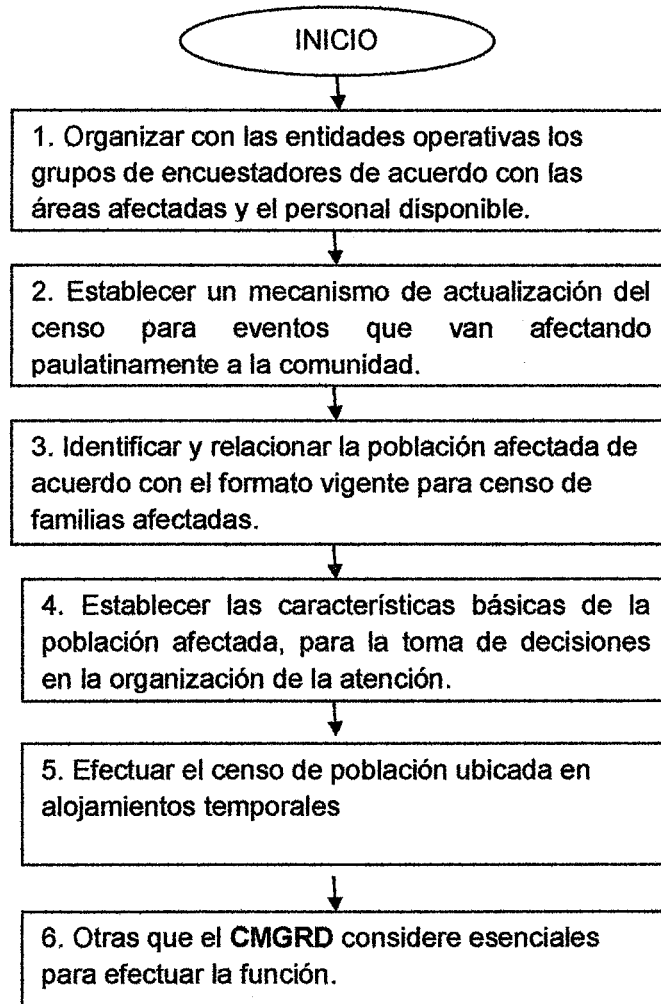 INICIO
1. Organizar con las entidades operativas los
grupos de encuestadores de acuerdo con las
áreas afectadas y el personal disponible.
2. Establecer un mecanismo de actualización del
censo para eventos que van afectando
paulatinamente a la comunidad.
3. Identificar y relacionar la población afectada de
acuerdo con el formato vigente para censo de
familias afectadas.
4. Establecer las características básicas de la
población afectada, para la toma de decisiones
en la organización de la atención.
5. Efectuar el censo de población ubicada en
alojamientos temporales
6. Otras que el CMGRD considere esenciales
para efectuar la función.